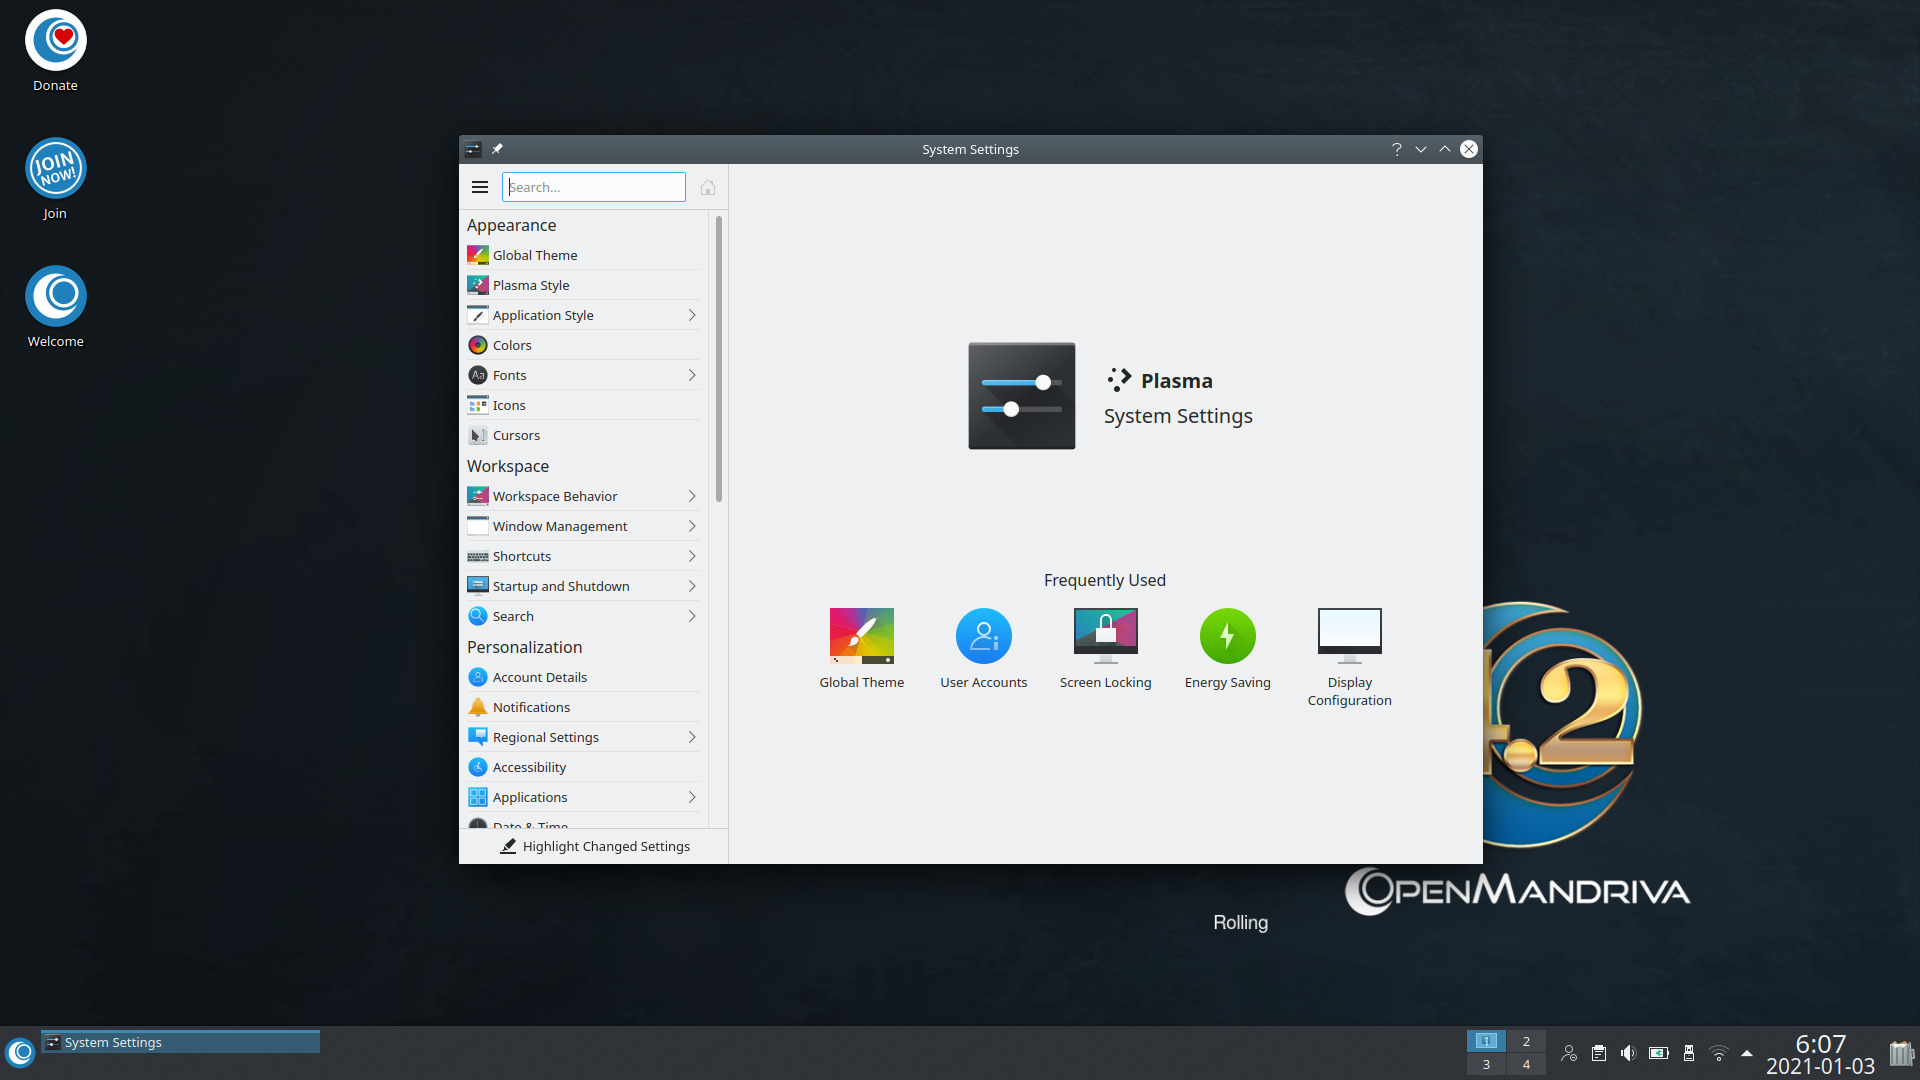 Donate
JOIN
NOW!
Join
Welcome
System Settings
Search...
Appearance
Global Theme
Plasma Style
Application Style
Colors
Aa
Fonts
Icons
Cursors
Workspace
Workspace Behavior
Window Management
Shortcuts
Startup and Shutdown
Search
Personalization
Account Details
Notifications
Regional Settings
Accessibility
Applications
Date & Time
Highlight Changed Settings
Plasma
System Settings
Frequently Used
Global Theme
User Accounts
Screen Locking
Energy Saving
Display
Configuration
4.2
OPENMANDRIVA
Rolling
System Settings
1 2
3 4
6:07
2021-01-03